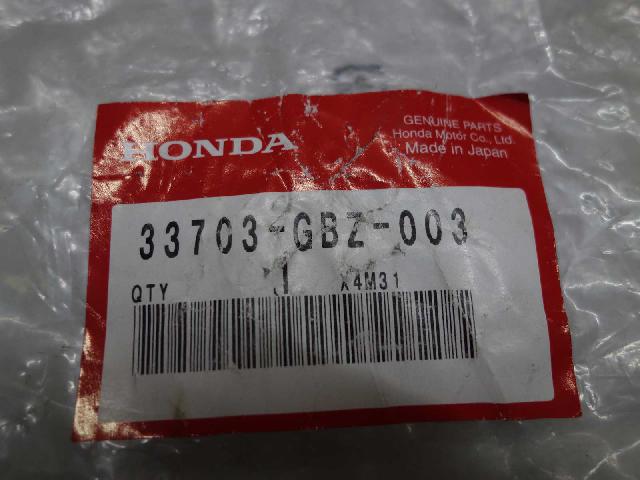 HONDA
GENUINE PARTS
Honda Motor Co., Ltd.
Made in Japan
33703-GBZ-003
QTY 1 X4M31